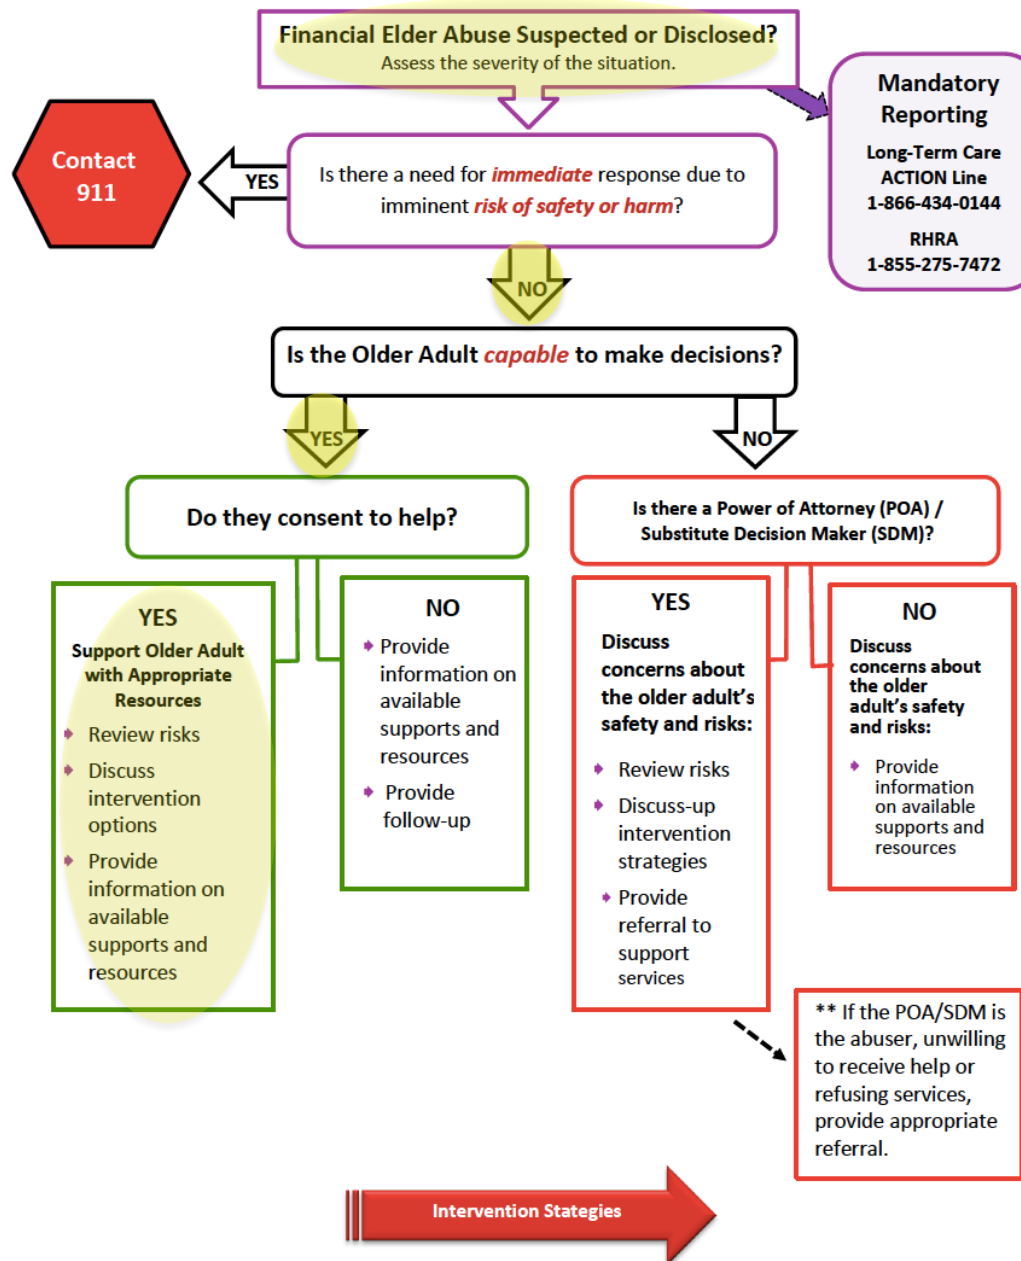 Financial Elder Abuse Suspected or Disclosed?
Assess the severity of the situation.
Mandatory
Reporting
Long-Term Care
ACTION Line
1-866-434-0144
RHRA
1-855-275-7472
Contact
911
YES
Is there a need for immediate response due to
imminent risk of safety or harm?
NO
Is the Older Adult capable to make decisions?
YES
NO
Do they consent to help?
Is there a Power of Attorney (POA) /
Substitute Decision Maker (SDM)?
YES
Support Older Adult
with Appropriate
Resources
Review risks
Discuss
intervention
options
Provide
information on
available
supports and
resources
NO
Provide
information on
available
supports and
resources
Provide
follow-up
YES
Discuss
concerns about
the older adult's
safety and risks:
Review risks
Discuss-up
intervention
strategies
Provide
referral to
support
services
NO
Discuss
concerns about
the older
adult's safety
and risks:
Provide
information
on available
supports and
resources
** If the POA/SDM is
the abuser, unwilling
to receive help or
refusing services,
provide appropriate
referral.
Intervention Stategies